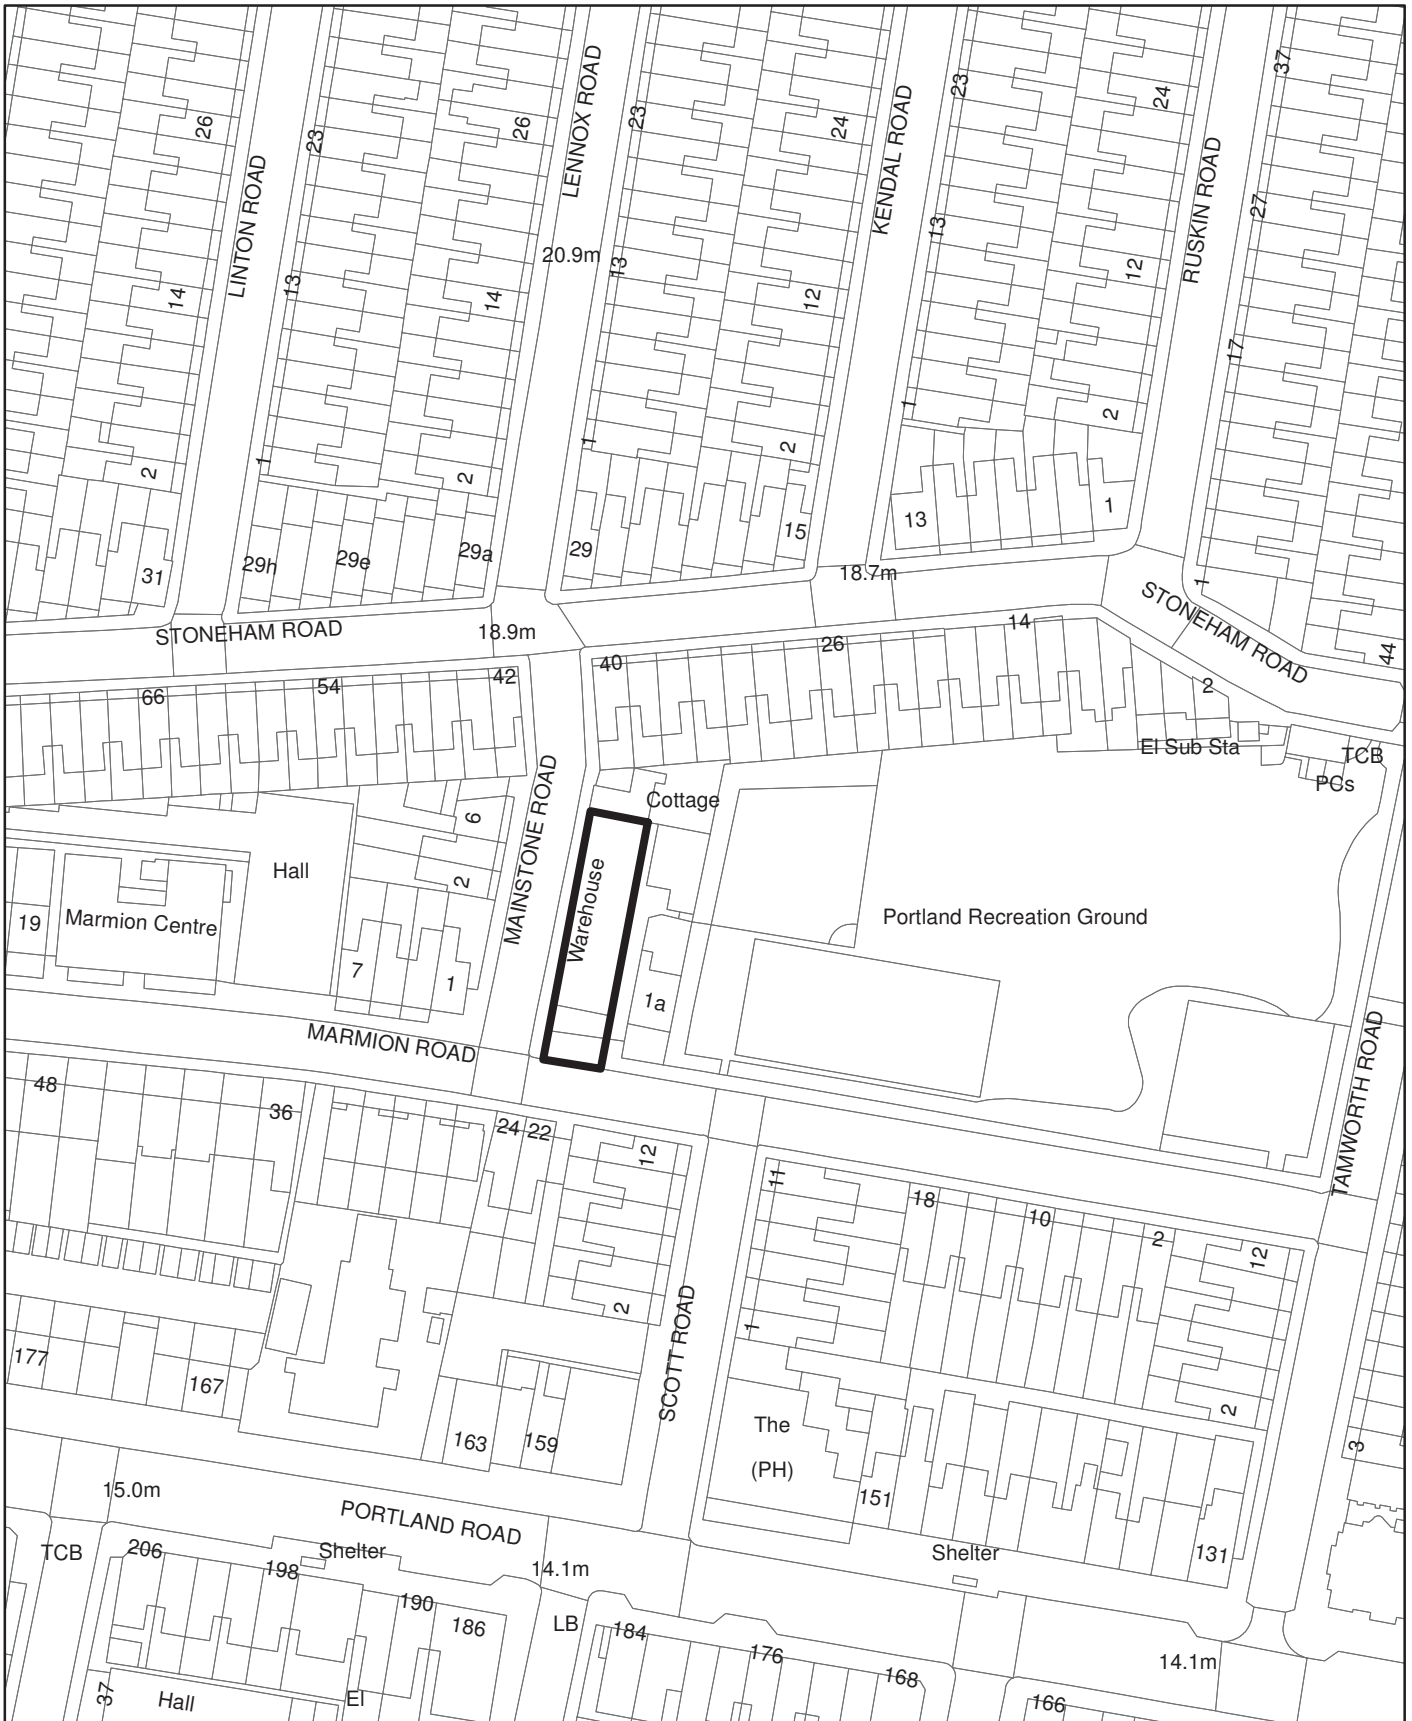 LINTON ROAD
LENNOX ROAD
KENDAL ROAD
RUSKIN ROAD
26
23
26
23
24
23
24
37
14
13
14
20.9m
13
12
13
12
27
17
2
1
2
1
2
1
2
1
31
29h
29e
29a
29
15
13
1
18.7m
STONEHAM ROAD
18.9m
STONEHAM ROAD
44
66
54
42
40
26
14
2
El Sub Sta
TCB
PCs
MAINSTONE ROAD
Cottage
6
2
Hall
Warehouse
19
Marmion Centre
Portland Recreation Ground
7
1
1a
MARMION ROAD
TAMWORTH ROAD
48
36
24
22
12
11
18
10
2
12
2
1
2
SCOTT ROAD
177
167
163
159
The
(PH)
151
131
3
15.0m
PORTLAND ROAD
TCB
206
198
Shelter
190
186
14.1m
LB
184
176
168
Shelter
166
14.1m
37
Hall
El